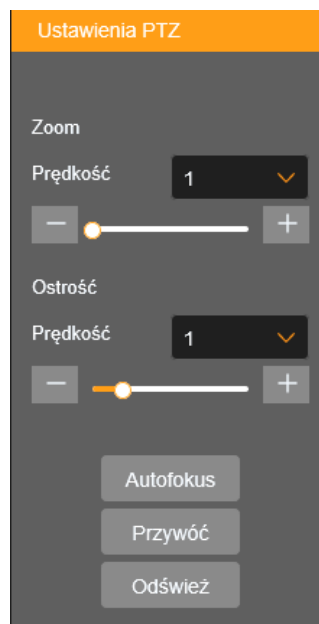 Ustawienia PTZ
Zoom
Prędkość 1
Ostrość
Prędkość 1
Autofokus
Przywóć
Odśwież